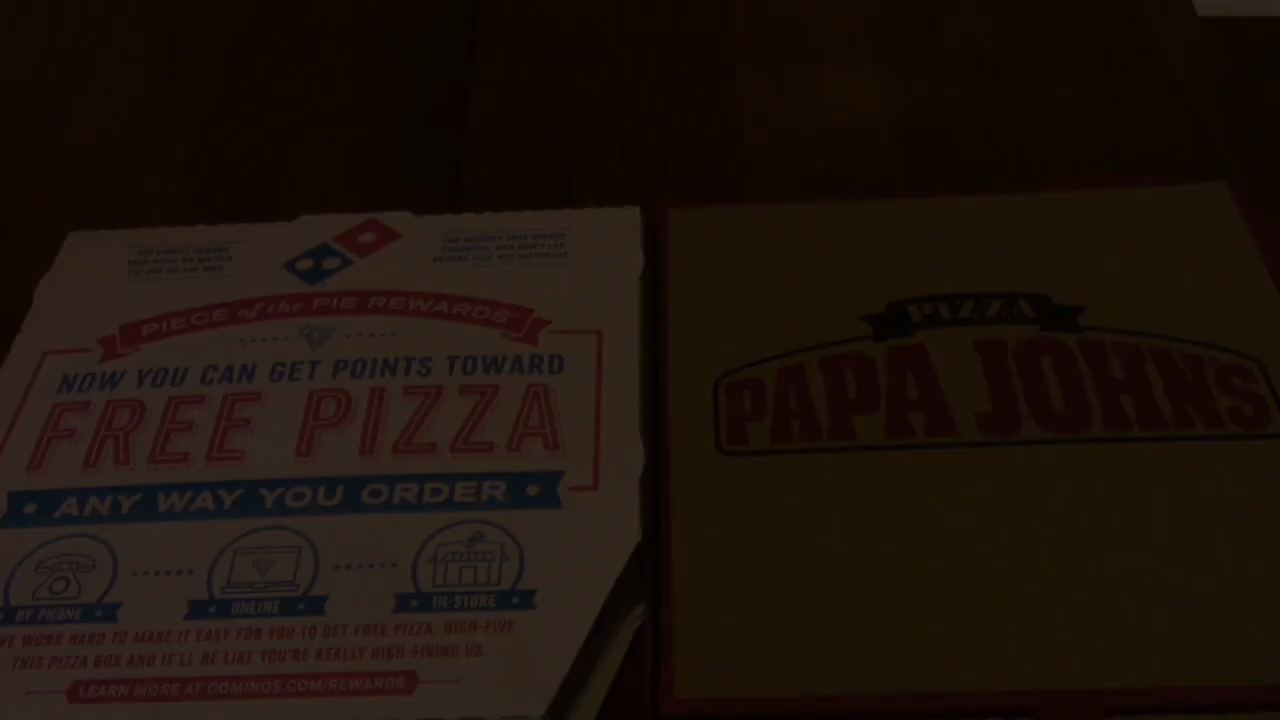 PIECE of the PIE REWARDS
NOW YOU CAN GET POINTS TOWARD
FREE PIZZA
ANY WAY YOU ORDER
BY PHONE
ONLINE
IN-STORE
WE WORK HARD TO MAKE IT EASY FOR YOU TO GET FREE PIZZA. HIGH-FIVE
THIS PIZZA BOX AND IT'LL BE LIKE YOU'RE REALLY HIGH-FIVING US.
LEARN MORE AT DOMINOS.COM/REWARDS
PIZZA
PAPA JOHN'S